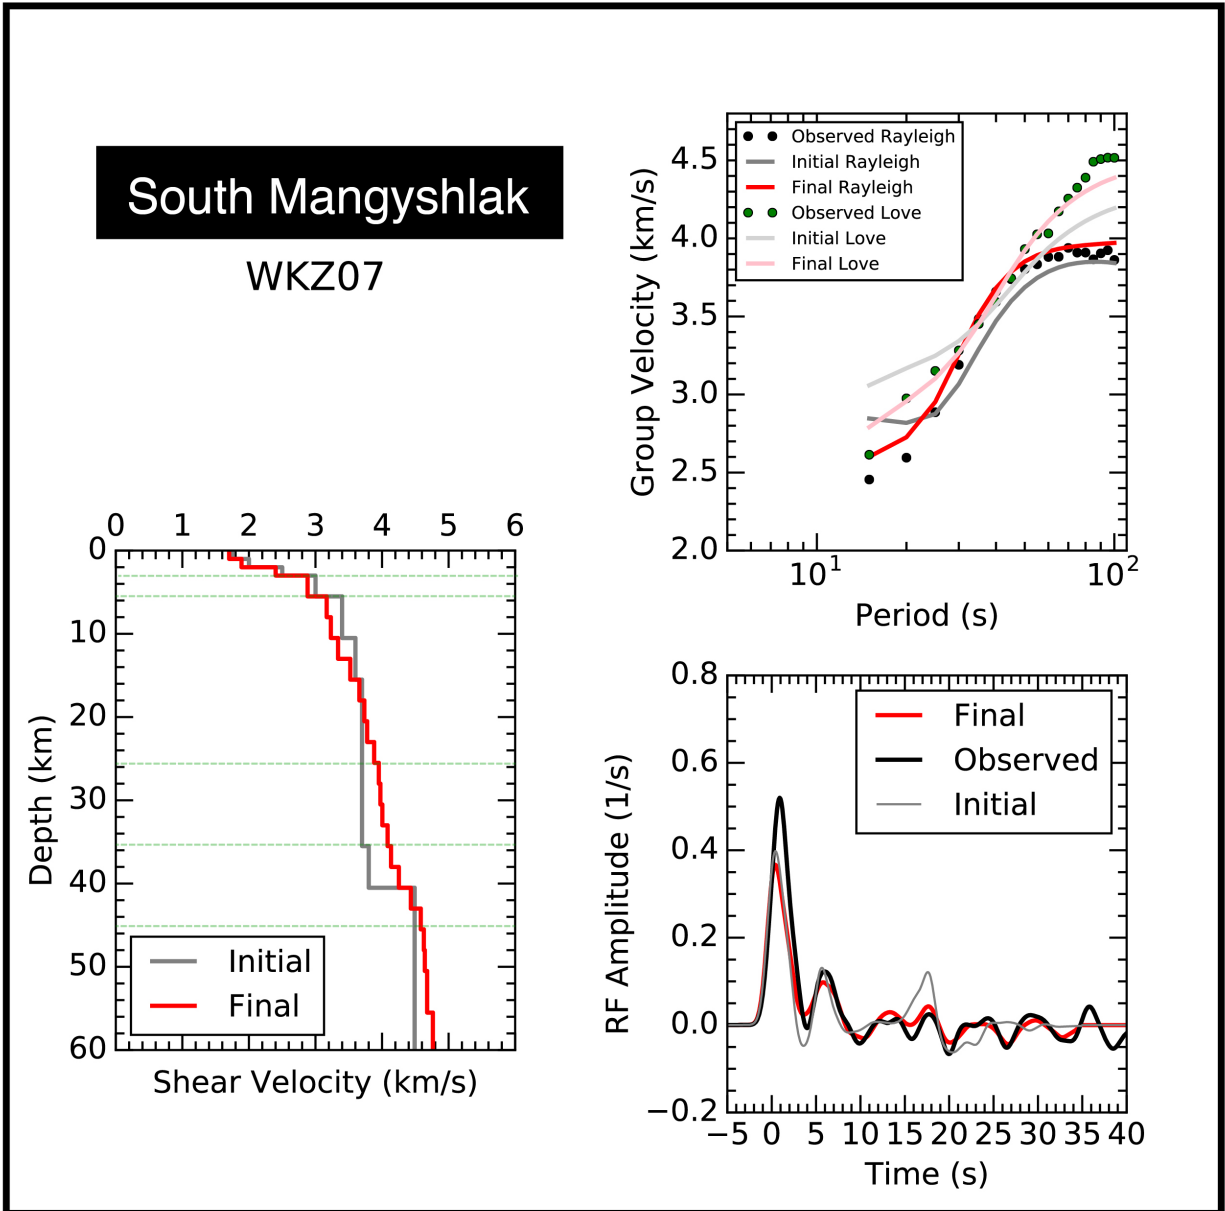 South Mangyshlak
WKZ07
Observed Rayleigh
Initial Rayleigh
Final Rayleigh
Observed Love
Initial Love
Final Love
4.5
4.0
3.5
3.0
2.5
2.0
Group Velocity (km/s)
10¹ 10²
Period (s)
0 1 2 3 4 5 6
0
10
20
30
40
50
60
Depth (km)
Initial
Final
Shear Velocity (km/s)
0.8
0.6
0.4
0.2
0.0
−0.2
RF Amplitude (1/s)
Final
Observed
Initial
−5 0 5 10 15 20 25 30 35 40
Time (s)